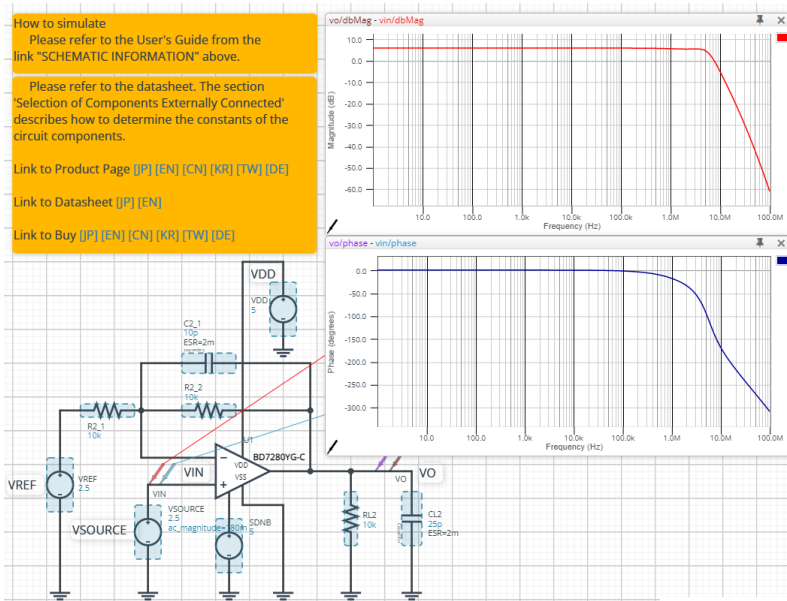 How to simulate
Please refer to the User's Guide from the
link "SCHEMATIC INFORMATION" above.
Please refer to the datasheet. The section
'Selection of Components Externally Connected'
describes how to determine the constants of the
circuit components.
Link to Product Page [JP] [EN] [CN] [KR] [TW] [DE]
Link to Datasheet [JP] [EN]
Link to Buy [JP] [EN] [CN] [KR] [TW] [DE]
vo/dbMag - vin/dbMag
Magnitude (dB)
10.0
0.0
-10.0
-20.0
-30.0
-40.0
-50.0
-60.0
10.0 100.0 1.0k 10.0k 100.0k 1.0M 10.0M 100.0M
Frequency (Hz)
vo/phase - vin/phase
Phase (degrees)
0.0
-50.0
-100.0
-150.0
-200.0
-250.0
-300.0
10.0 100.0 1.0k 10.0k 100.0k 1.0M 10.0M 100.0M
Frequency (Hz)
VDD
VDD
5
C2_1
10p
ESR=2m
R2_2
10k
R2_1
10k
U1
BD7280YG-C
VDD
VSS
VIN
VIN
VREF
VREF
2.5
VSOURCE
VSOURCE
2.5
SDNB
5
VO
VO
RL2
10k
CL2
25p
ESR=2m